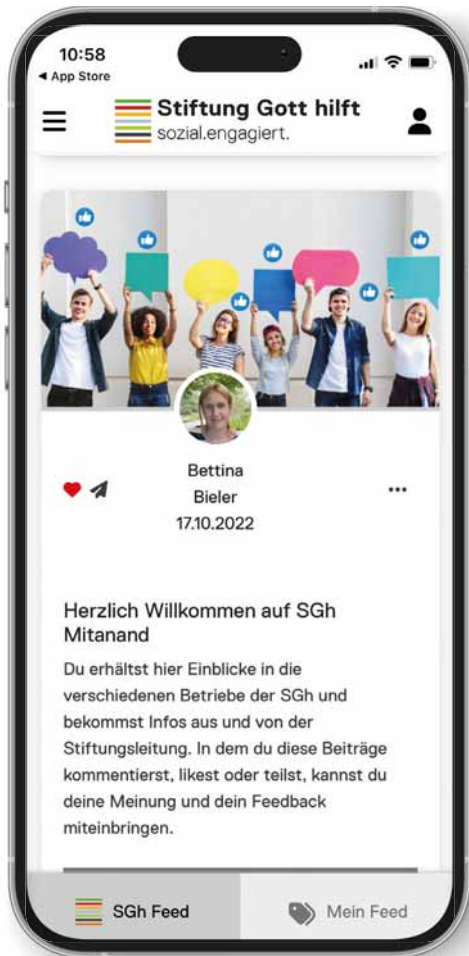 10:58
App Store
Stiftung Gott hilft
sozial.engagiert.
Bettina
Bieler
17.10.2022
Herzlich Willkommen auf SGh
Mitanand
Du erhältst hier Einblicke in die
verschiedenen Betriebe der SGh und
bekommst Infos aus und von der
Stiftungsleitung. In dem du diese Beiträge
kommentierst, likest oder teilst, kannst du
deine Meinung und dein Feedback
miteinbringen.
SGh Feed
Mein Feed